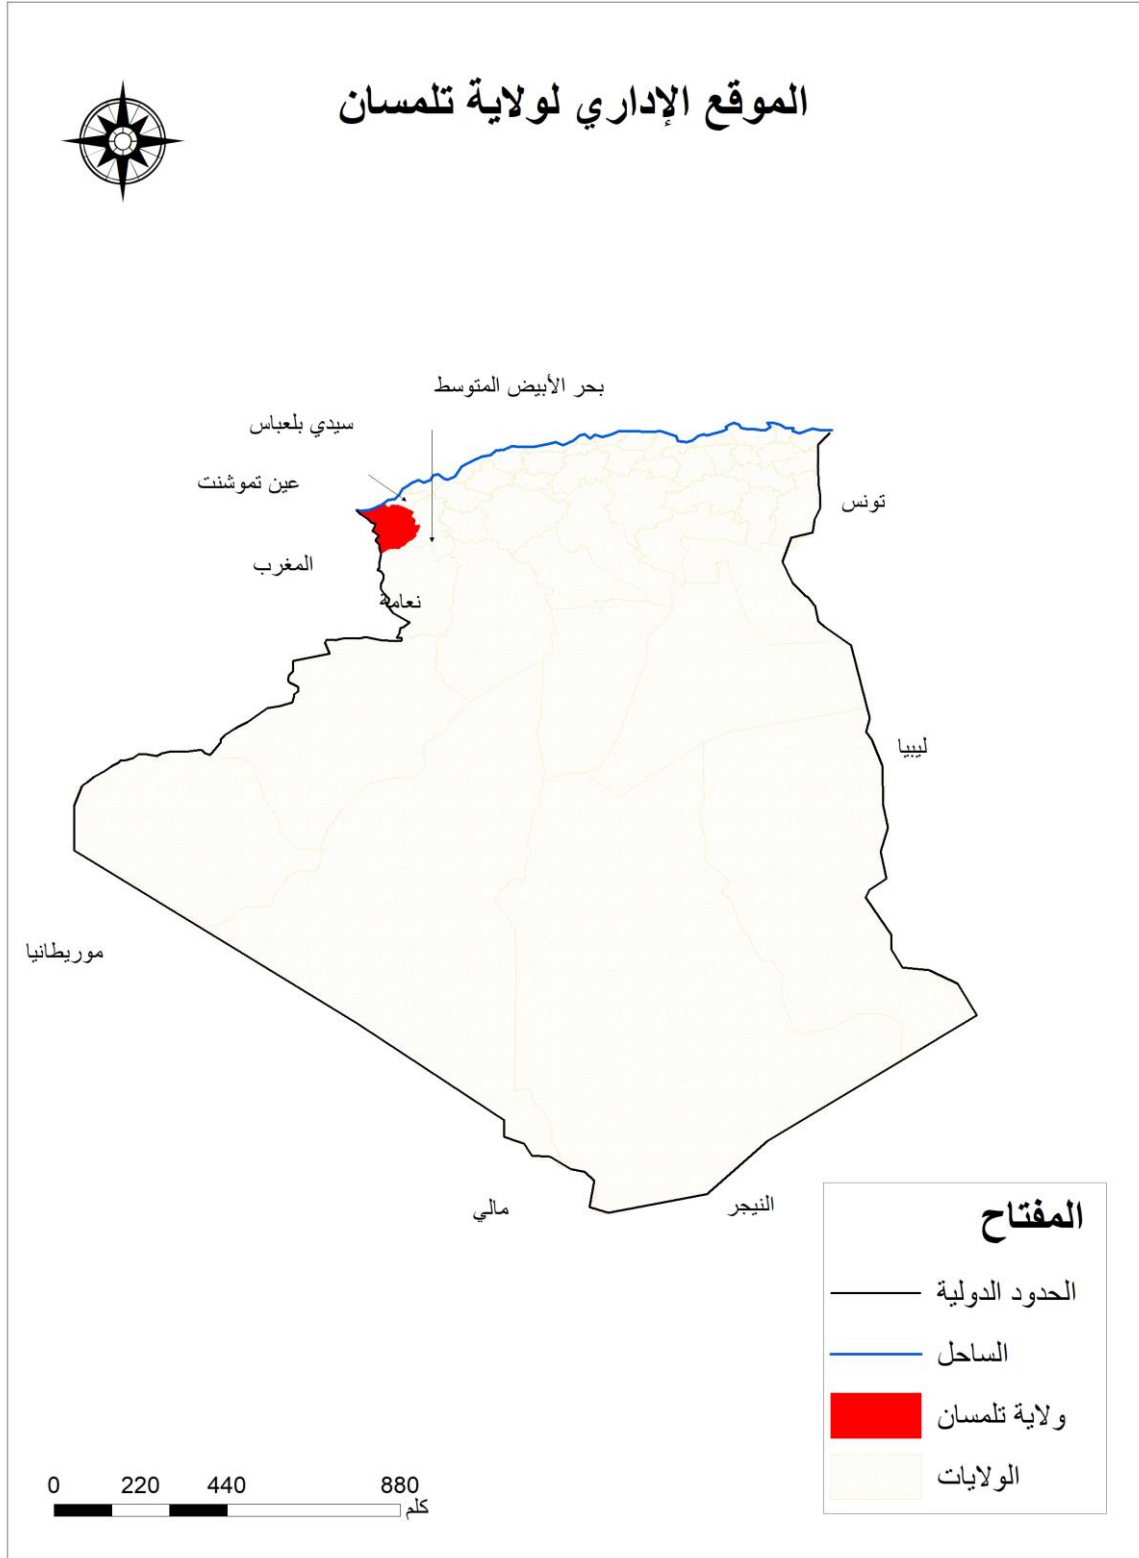 الموقع الإداري لولاية تلمسان
بحر الأبيض المتوسط
سيدي بلعباس
عين تموشنت
تونس
المغرب
نعامة
ليبيا
موريطانيا
مالي
النيجر
المفتاح
الحدود الدولية
الساحل
ولاية تلمسان
الولايات
0 220 440 880
كلم